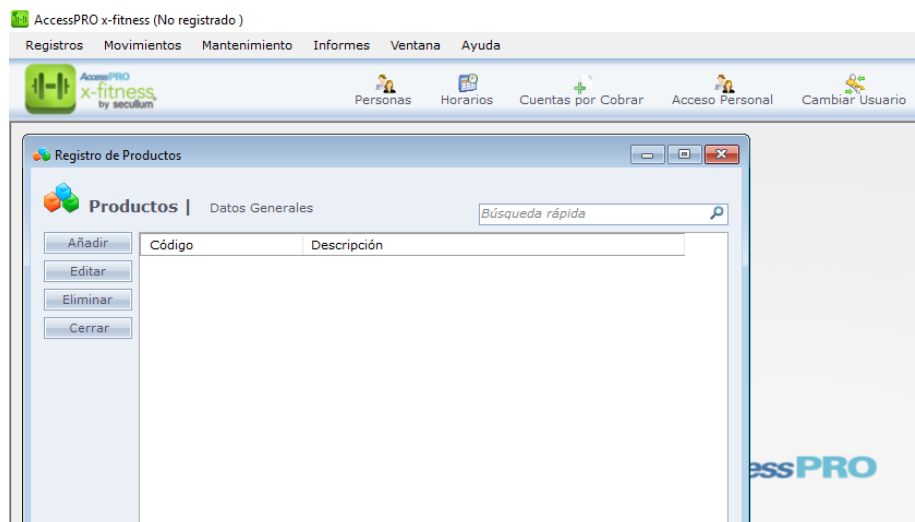 AccessPRO x-fitness (No registrado )
Registros Movimientos Mantenimiento Informes Ventana Ayuda
AccessPRO
x-fitness
by secullum
Personas Horarios Cuentas por Cobrar Acceso Personal Cambiar Usuario
Registro de Productos
Productos | Datos Generales
Búsqueda rápida
Añadir
Editar
Eliminar
Cerrar
Código Descripción
essPRO